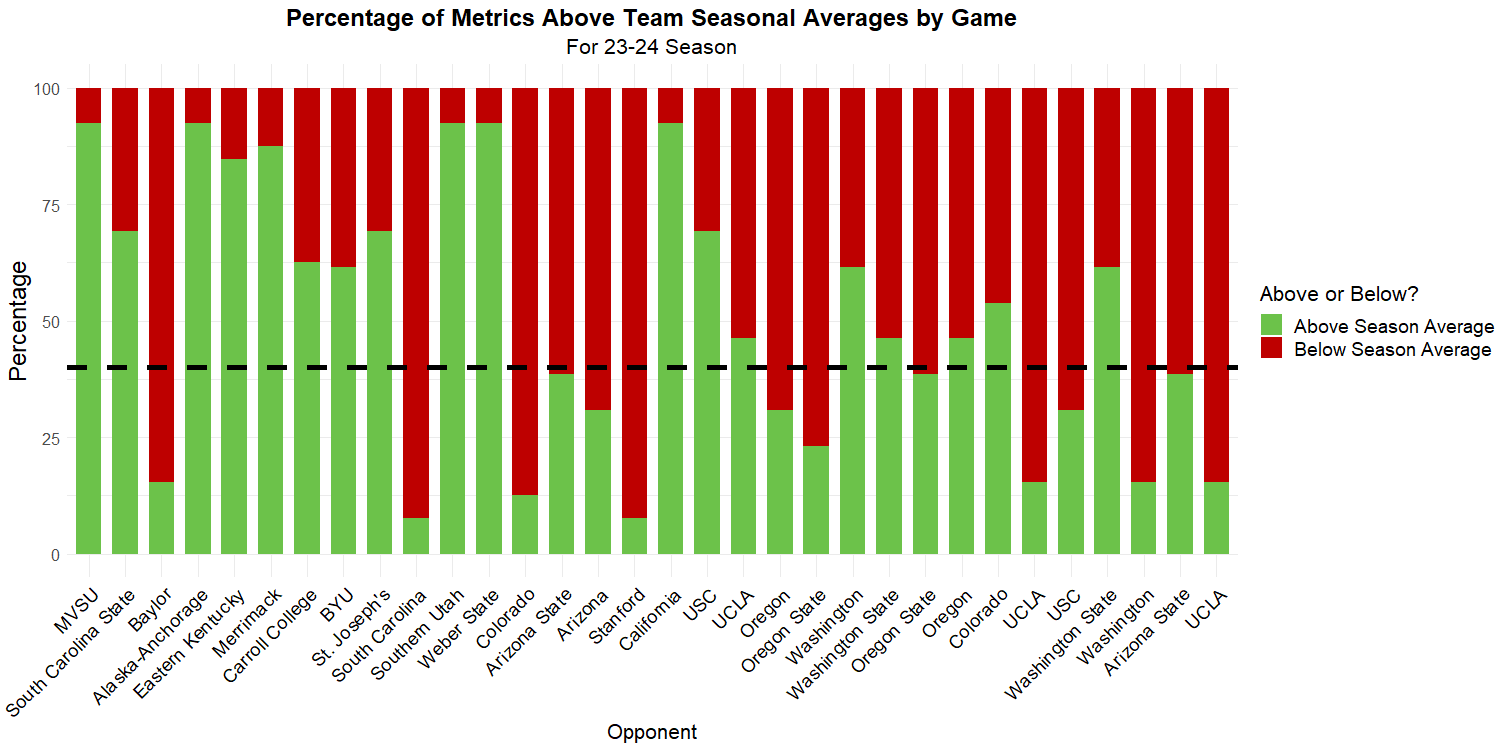 Percentage of Metrics Above Team Seasonal Averages by Game
For 23-24 Season
Percentage
100
75
50
25
0
MVSU
South Carolina State
Baylor
Alaska-Anchorage
Eastern Kentucky
Merrimack
Carroll College
BYU
St. Joseph's
South Carolina
Southern Utah
Weber State
Colorado
Arizona State
Arizona
Stanford
California
USC
UCLA
Oregon
Oregon State
Washington
Washington State
Oregon State
Oregon
Colorado
UCLA
USC
Washington State
Washington
Arizona State
UCLA
Opponent
Above or Below?
Above Season Average
Below Season Average